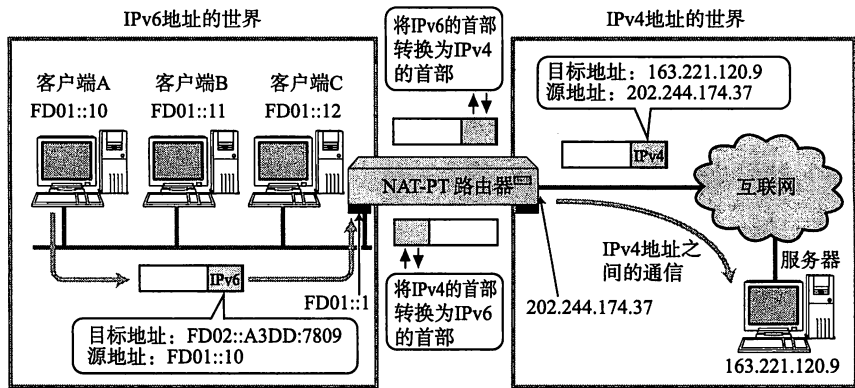 IPv6地址的世界
客户端A
FD01::10
客户端B
FD01::11
客户端C
FD01::12
IPv6
FD01::1
目标地址：FD02::A3DD:7809
源地址：FD01::10
将IPv6的首部
转换为IPv4
的首部
NAT-PT 路由器
将IPv4的首部
转换为IPv6
的首部
IPv4地址的世界
目标地址：163.221.120.9
源地址：202.244.174.37
IPv4
互联网
IPv4地址之
间的通信
202.244.174.37
服务器
163.221.120.9